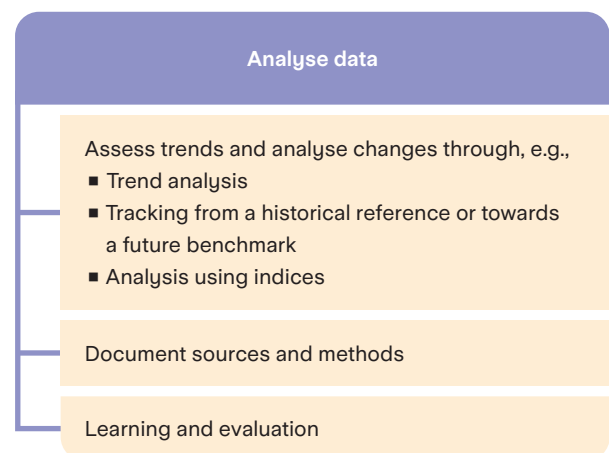 Analyse data
Assess trends and analyse changes through, e.g.,
▪ Trend analysis
▪ Tracking from a historical reference or towards
a future benchmark
▪ Analysis using indices
Document sources and methods
Learning and evaluation